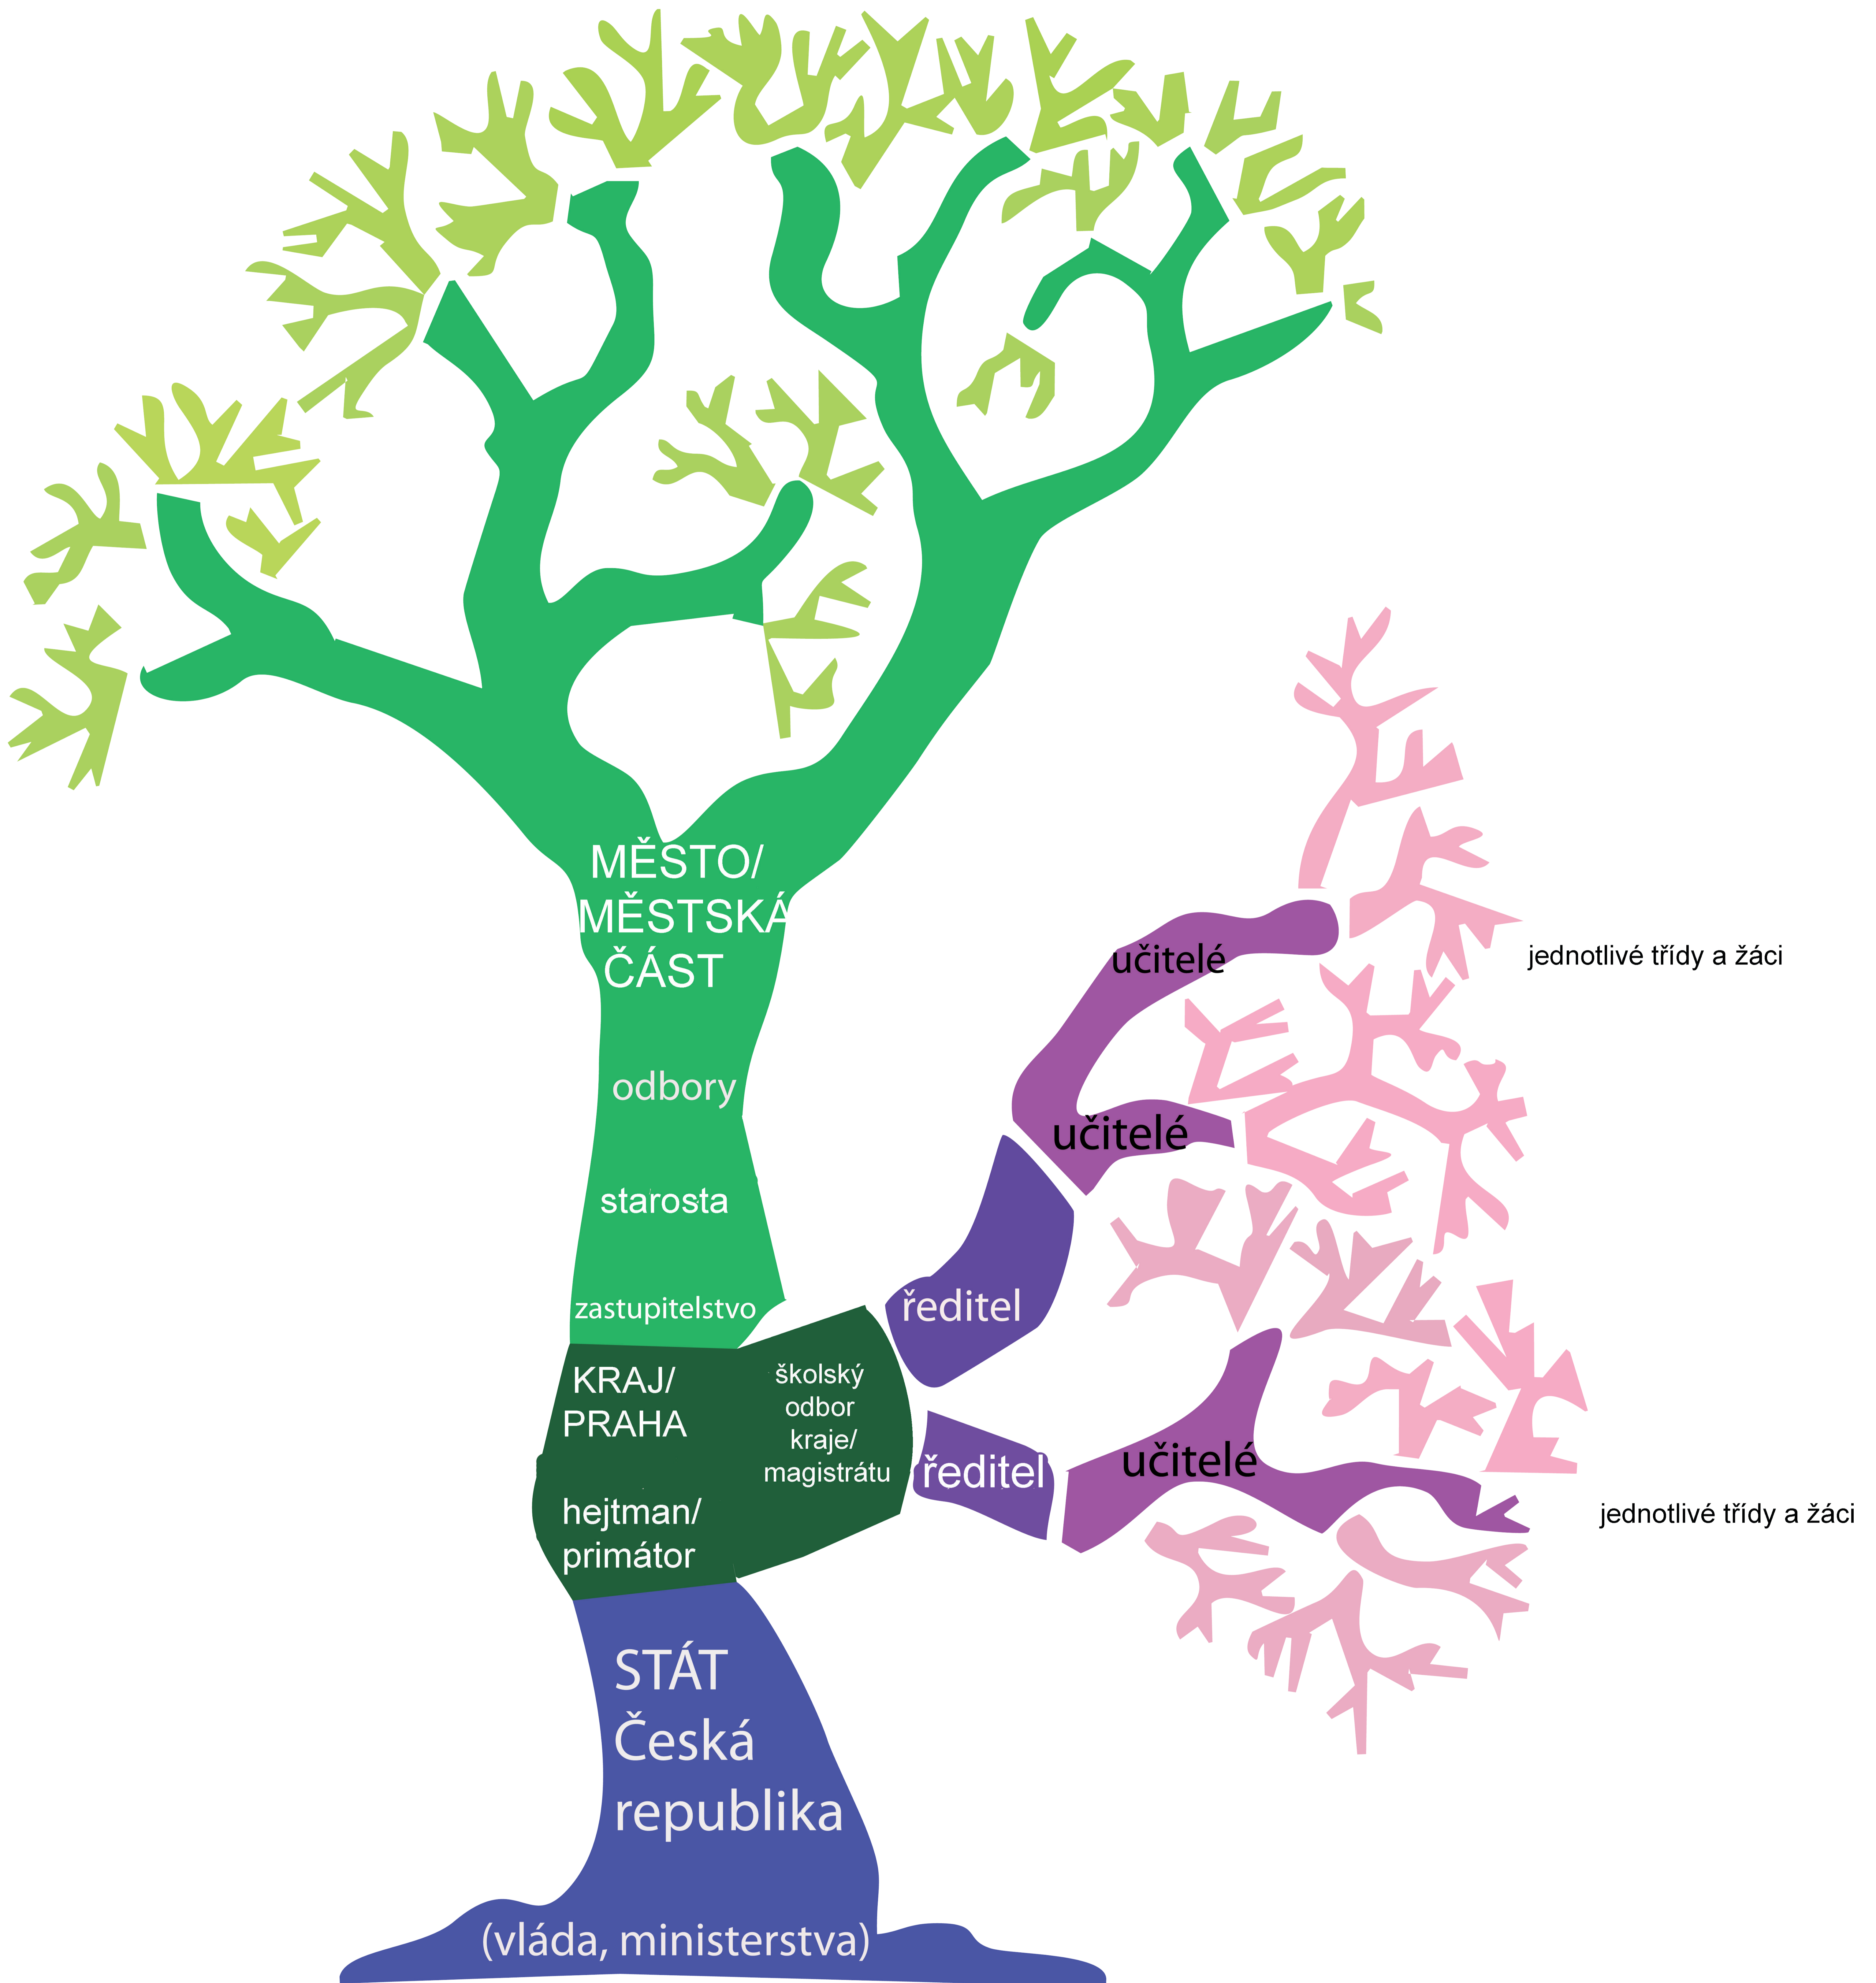 MĚSTO/
MĚSTSKÁ
ČÁST
odbory
starosta
zastupitelstvo
učitelé
jednotlivé třídy a žáci
učitelé
ředitel
KRAJ/
PRAHA
hejtman/
primátor
školský
odbor
kraje/
magistrátu
ředitel
učitelé
jednotlivé třídy a žáci
STÁT
Česká
republika
(vláda, ministerstva)